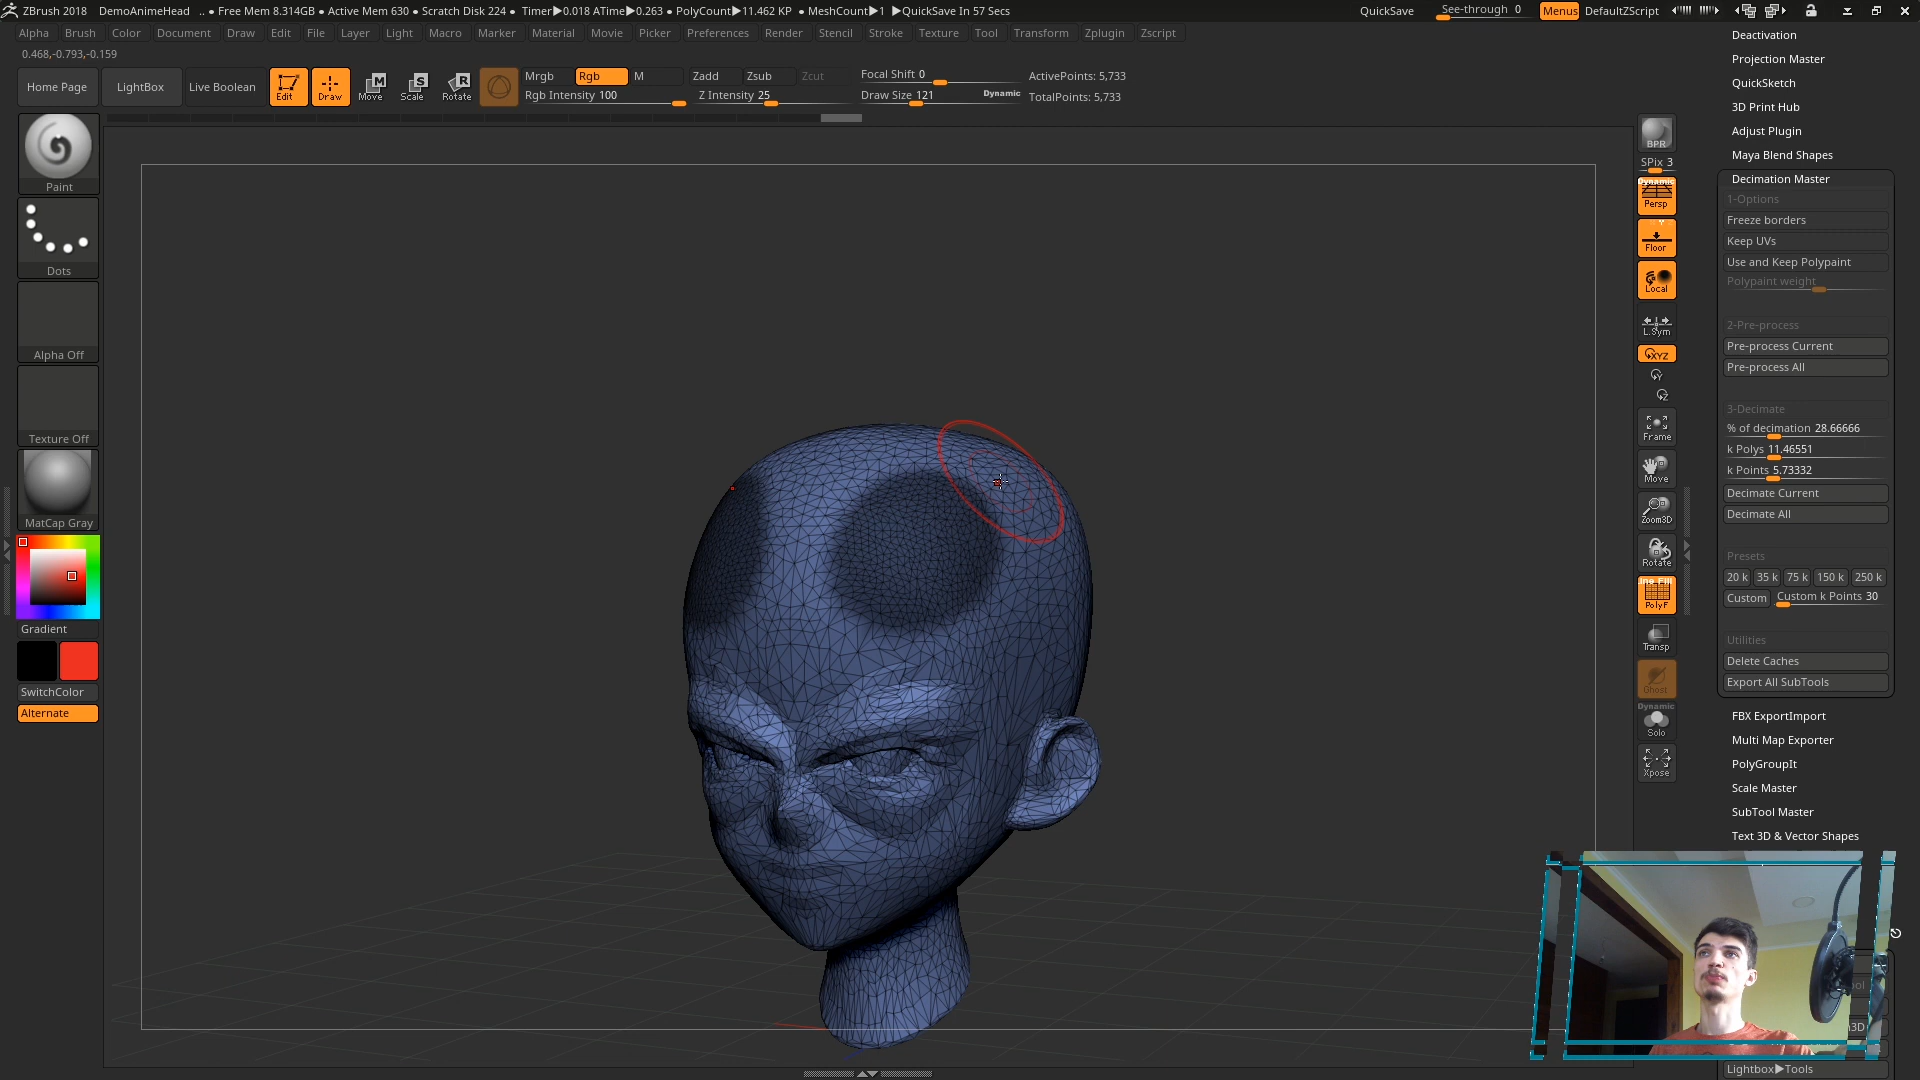 ZBrush 2018 DemoAnimeHead .. • Free Mem 8.314GB • Active Mem 630 • Scratch Disk 224 • Timer▶0.018 ATime▶0.263 • PolyCount▶11.462 KP • MeshCount▶1 ▶QuickSave In 57 Secs QuickSave See-through 0 Menus DefaultZScript
Alpha Brush Color Document Draw Edit File Layer Light Macro Marker Material Movie Picker Preferences Render Stencil Stroke Texture Tool Transform Zplugin Zscript
0.468,-0.793,-0.159
Home Page LightBox Live Boolean Edit Draw Move Scale Rotate
Mrgb Rgb M Zadd Zsub Zcut
Rgb Intensity 100 Z Intensity 25
Focal Shift 0
Draw Size 121 Dynamic
ActivePoints: 5,733
TotalPoints: 5,733
Paint
Dots
Alpha Off
Texture Off
MatCap Gray
Gradient
SwitchColor
Alternate
BPR
SPix 3
Dynamic
Persp
Floor
Local
L.Sym
XYZ
Y
Z
Frame
Move
Zoom3D
Rotate
Line Fill
PolyF
Transp
Ghost
Dynamic
Solo
Xpose
Deactivation
Projection Master
QuickSketch
3D Print Hub
Adjust Plugin
Maya Blend Shapes
Decimation Master
1-Options
Freeze borders
Keep UVs
Use and Keep Polypaint
Polypaint weight
2-Pre-process
Pre-process Current
Pre-process All
3-Decimate
% of decimation 28.66666
k Polys 11.46551
k Points 5.73332
Decimate Current
Decimate All
Presets
20 k 35 k 75 k 150 k 250 k
Custom Custom k Points 30
Utilities
Delete Caches
Export All SubTools
FBX ExportImport
Multi Map Exporter
PolyGroupIt
Scale Master
SubTool Master
Text 3D & Vector Shapes
Lightbox▶Tools